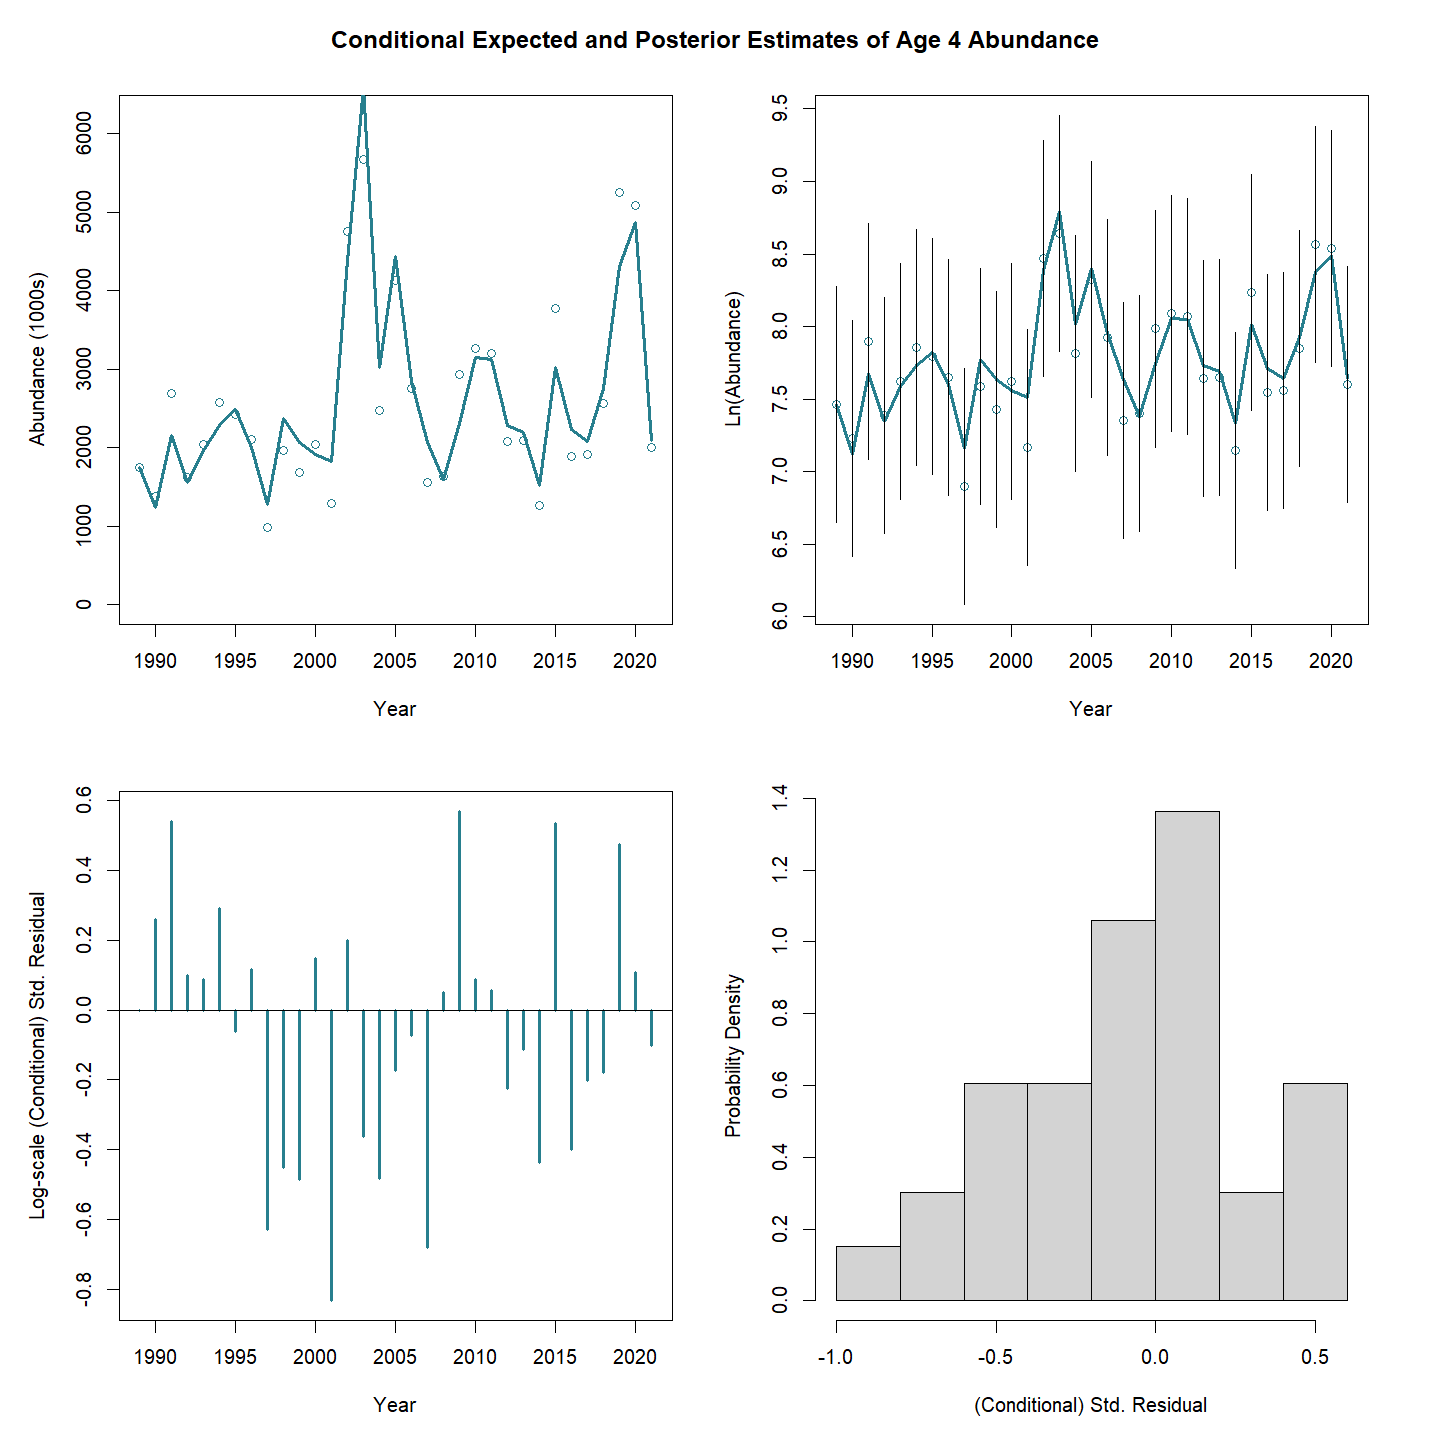 Conditional Expected and Posterior Estimates of Age 4 Abundance
Abundance (1000s)
0 1000 2000 3000 4000 5000 6000
1990 1995 2000 2005 2010 2015 2020
Year
Ln(Abundance)
6.0 6.5 7.0 7.5 8.0 8.5 9.0 9.5
1990 1995 2000 2005 2010 2015 2020
Year
Log-scale (Conditional) Std. Residual
-0.8 -0.6 -0.4 -0.2 0.0 0.2 0.4 0.6
1990 1995 2000 2005 2010 2015 2020
Year
Probability Density
0.0 0.2 0.4 0.6 0.8 1.0 1.2 1.4
-1.0 -0.5 0.0 0.5
(Conditional) Std. Residual